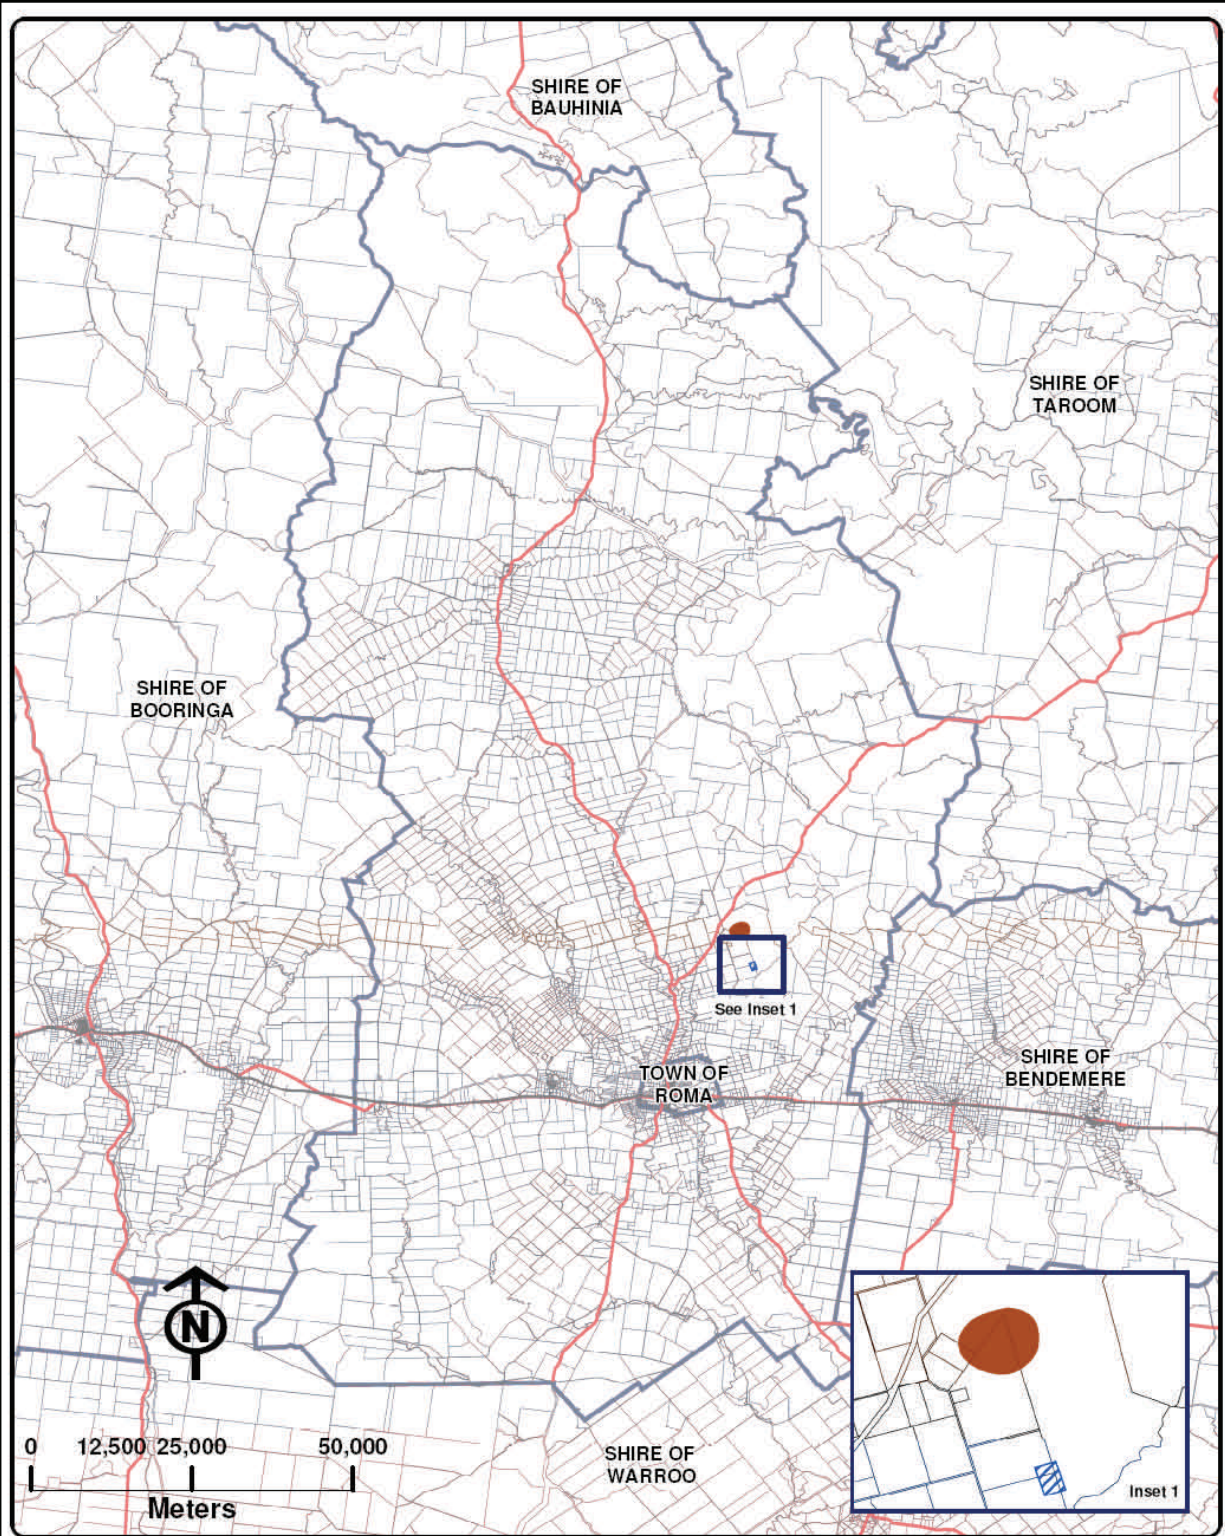 SHIRE OF
BAUHINIA
SHIRE OF
TAROOM
SHIRE OF
BOORINGA
See Inset 1
TOWN OF
ROMA
SHIRE OF
BENDEMERE
N
0 12,500 25,000 50,000
Meters
SHIRE OF
WARROO
Inset 1